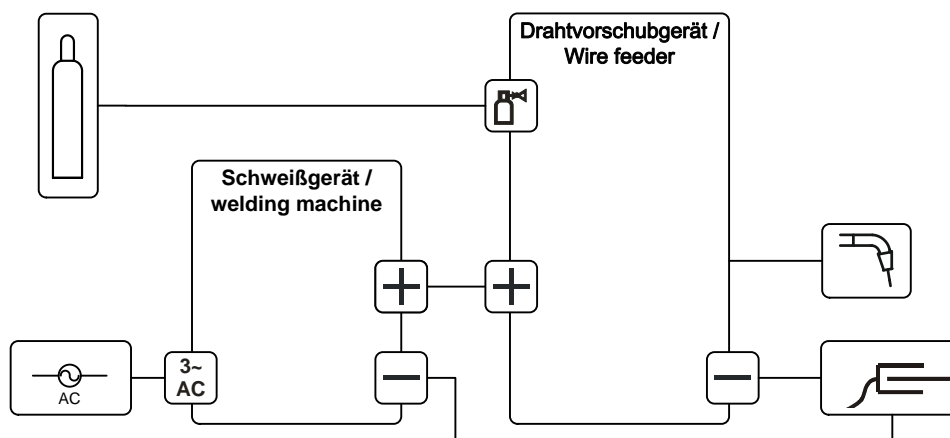 Drahtvorschubgerät /
Wire feeder
Schweißgerät /
welding machine
3~
AC
AC